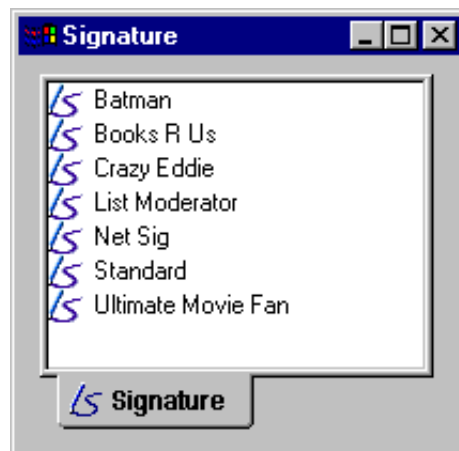 Signature
Batman
Books R Us
Crazy Eddie
List Moderator
Net Sig
Standard
Ultimate Movie Fan
Signature